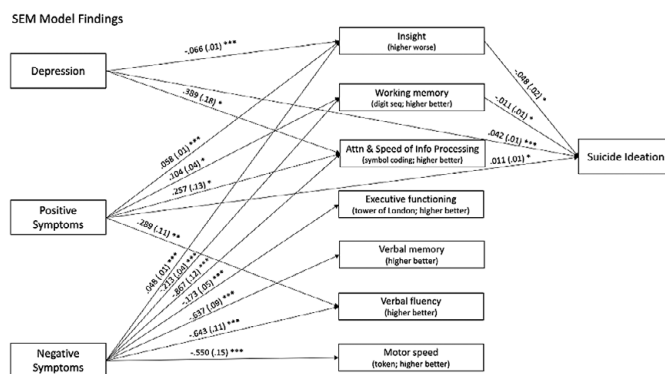 SEM Model Findings
Depression
Positive
Symptoms
Negative
Symptoms
Insight
(higher worse)
Working memory
(digit seq; higher better)
Attn & Speed of Info Processing
(symbol coding; higher better)
Executive functioning
(tower of London; higher better)
Verbal memory
(higher better)
Verbal fluency
(higher better)
Motor speed
(token; higher better)
Suicide Ideation
-.066 (.01) ***
.389 (.18) *
.058 (.01) ***
.104 (.04) *
.257 (.13) *
.289 (.11) **
.048 (.01) ***
-.213 (.04) ***
-.867 (.12) ***
-.173 (.05) ***
-.637 (.09) ***
-.643 (.11) ***
-.550 (.15) ***
-.048 (.02) *
-.011 (.01) *
.042 (.01) ***
.011 (.01) *